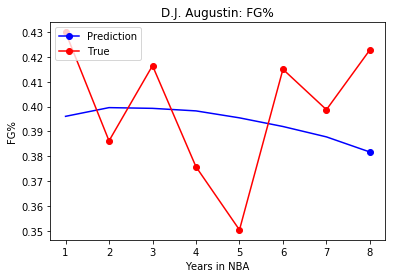 D.J. Augustin: FG%
Prediction
True
FG%
0.43
0.42
0.41
0.40
0.39
0.38
0.37
0.36
0.35
1 2 3 4 5 6 7 8
Years in NBA